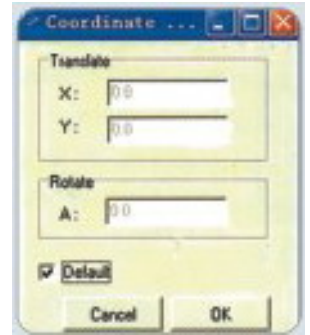 Coordinate ...
Translate
X: 0.0
Y: 0.0
Rotate
A: 0.0
Default
Cancel OK